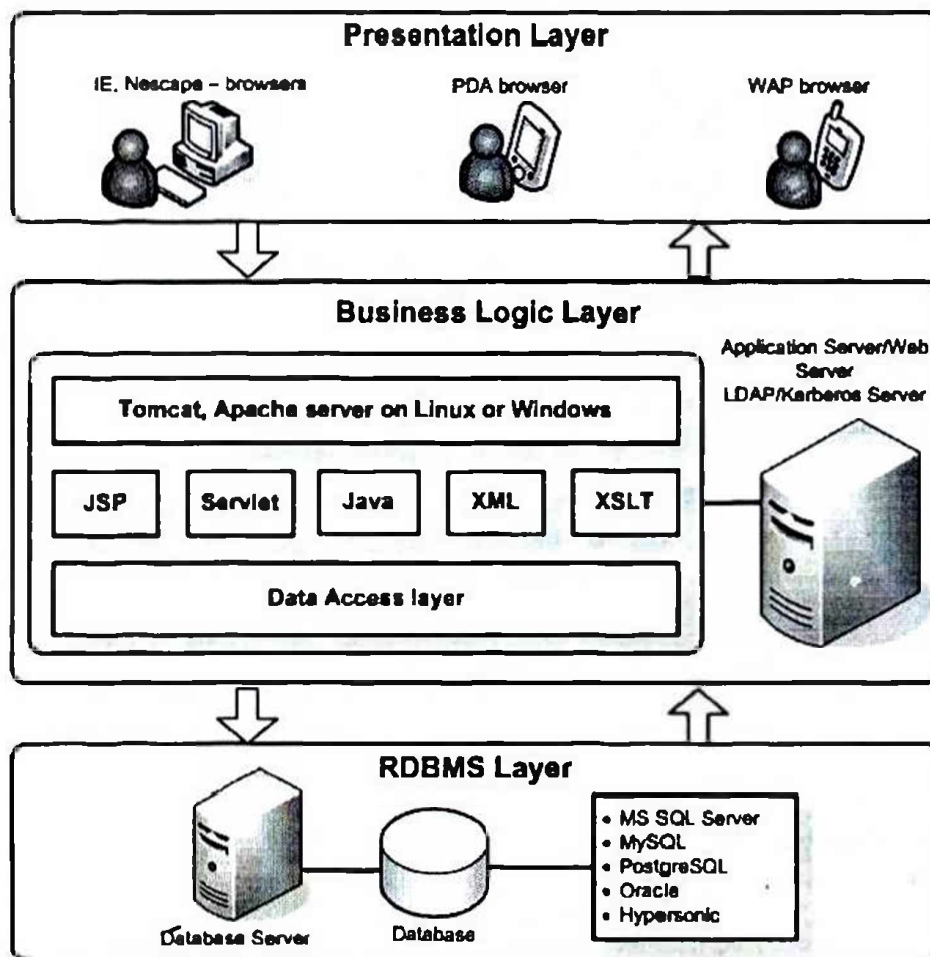 Presentation Layer
IE, Nescape – browsers
PDA browser
WAP browser
Business Logic Layer
Application Server/Web
Server
LDAP/Kerberos Server
Tomcat, Apache server on Linux or Windows
JSP
Servlet
Java
XML
XSLT
Data Access layer
RDBMS Layer
• MS SQL Server
• MySQL
• PostgreSQL
• Oracle
• Hypersonic
Database Server
Database